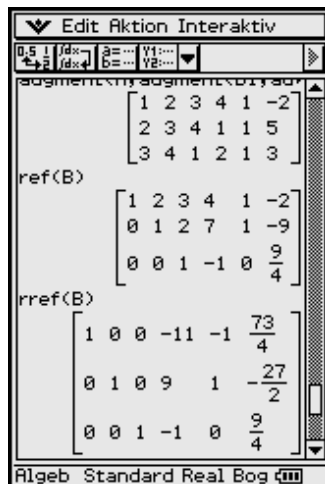 Edit Aktion Interaktiv
a=··· Y1:···
b=··· Y2:···
1 2 3 4 1 -2
2 3 4 1 1 5
3 4 1 2 1 3
ref(B)
1 2 3 4 1 -2
0 1 2 7 1 -9
0 0 1 -1 0 9/4
rref(B)
1 0 0 -11 -1 73/4
0 1 0 9 1 -27/2
0 0 1 -1 0 9/4
Algeb Standard Real Bog